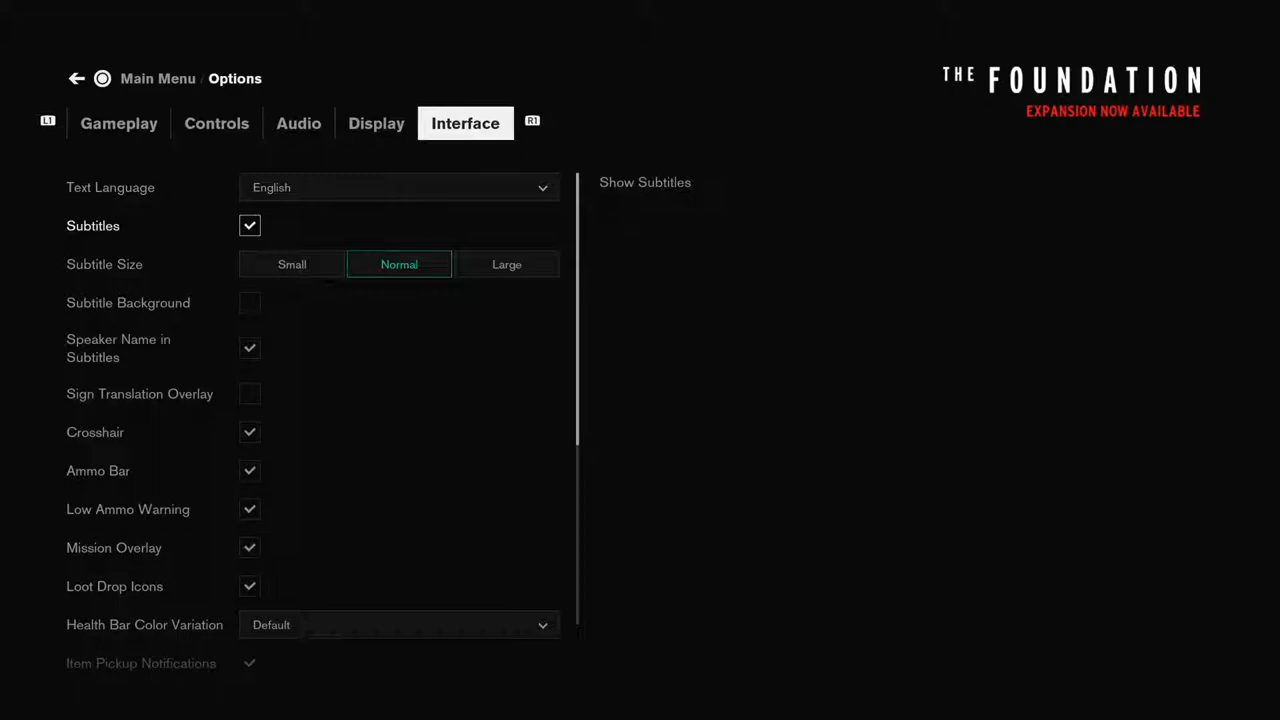 Main Menu / Options
THE FOUNDATION
EXPANSION NOW AVAILABLE
L1 Gameplay Controls Audio Display Interface R1
Text Language English
Show Subtitles
Subtitles
Subtitle Size Small Normal Large
Subtitle Background
Speaker Name in
Subtitles
Sign Translation Overlay
Crosshair
Ammo Bar
Low Ammo Warning
Mission Overlay
Loot Drop Icons
Health Bar Color Variation Default
Item Pickup Notifications